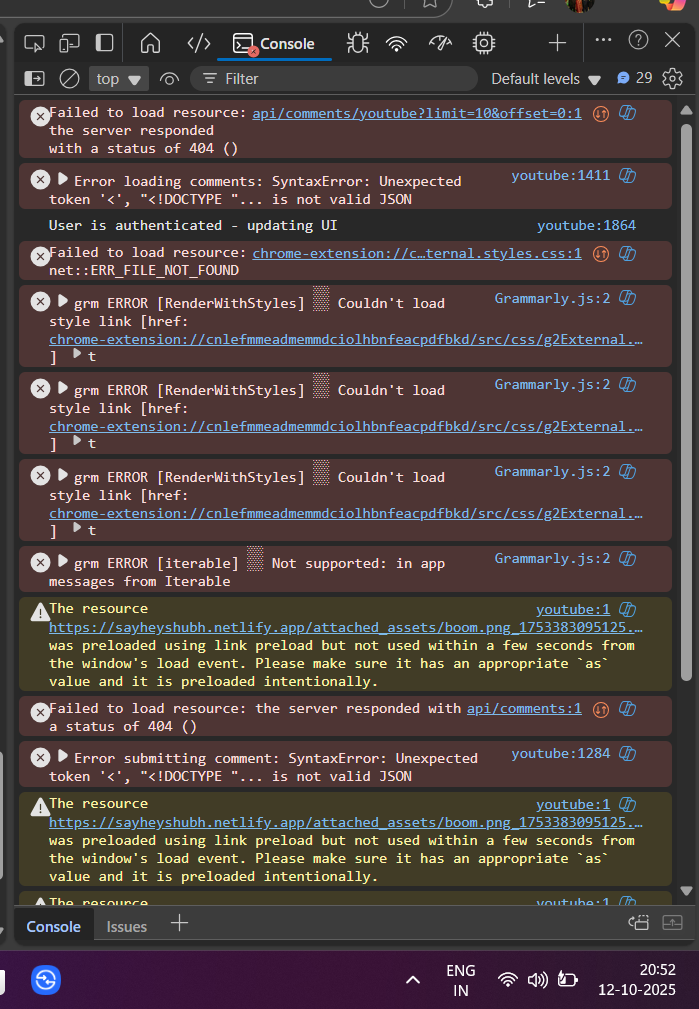 Console
top
Filter
Default levels
29
Failed to load resource: api/comments/youtube?limit=10&offset=0:1
the server responded
with a status of 404 ()
Error loading comments: SyntaxError: Unexpected youtube:1411
token '<', "<!DOCTYPE "... is not valid JSON
User is authenticated - updating UI youtube:1864
Failed to load resource: chrome-extension://c…ternal.styles.css:1
net::ERR_FILE_NOT_FOUND
grm ERROR [RenderWithStyles] ░ Couldn't load Grammarly.js:2
style link [href:
chrome-extension://cnlefmmeadmemmdciolhbnfeacpdfbkd/src/css/g2External.…
] t
grm ERROR [RenderWithStyles] ░ Couldn't load Grammarly.js:2
style link [href:
chrome-extension://cnlefmmeadmemmdciolhbnfeacpdfbkd/src/css/g2External.…
] t
grm ERROR [RenderWithStyles] ░ Couldn't load Grammarly.js:2
style link [href:
chrome-extension://cnlefmmeadmemmdciolhbnfeacpdfbkd/src/css/g2External.…
] t
grm ERROR [iterable] ░ Not supported: in app Grammarly.js:2
messages from Iterable
The resource youtube:1
https://sayheyshubh.netlify.app/attached_assets/boom.png_1753383095125.…
was preloaded using link preload but not used within a few seconds from
the window's load event. Please make sure it has an appropriate `as`
value and it is preloaded intentionally.
Failed to load resource: the server responded with api/comments:1
a status of 404 ()
Error submitting comment: SyntaxError: Unexpected youtube:1284
token '<', "<!DOCTYPE "... is not valid JSON
The resource youtube:1
https://sayheyshubh.netlify.app/attached_assets/boom.png_1753383095125.…
was preloaded using link preload but not used within a few seconds from
the window's load event. Please make sure it has an appropriate `as`
value and it is preloaded intentionally.
The resource youtube:1
Console
Issues
ENG
IN
20:52
12-10-2025